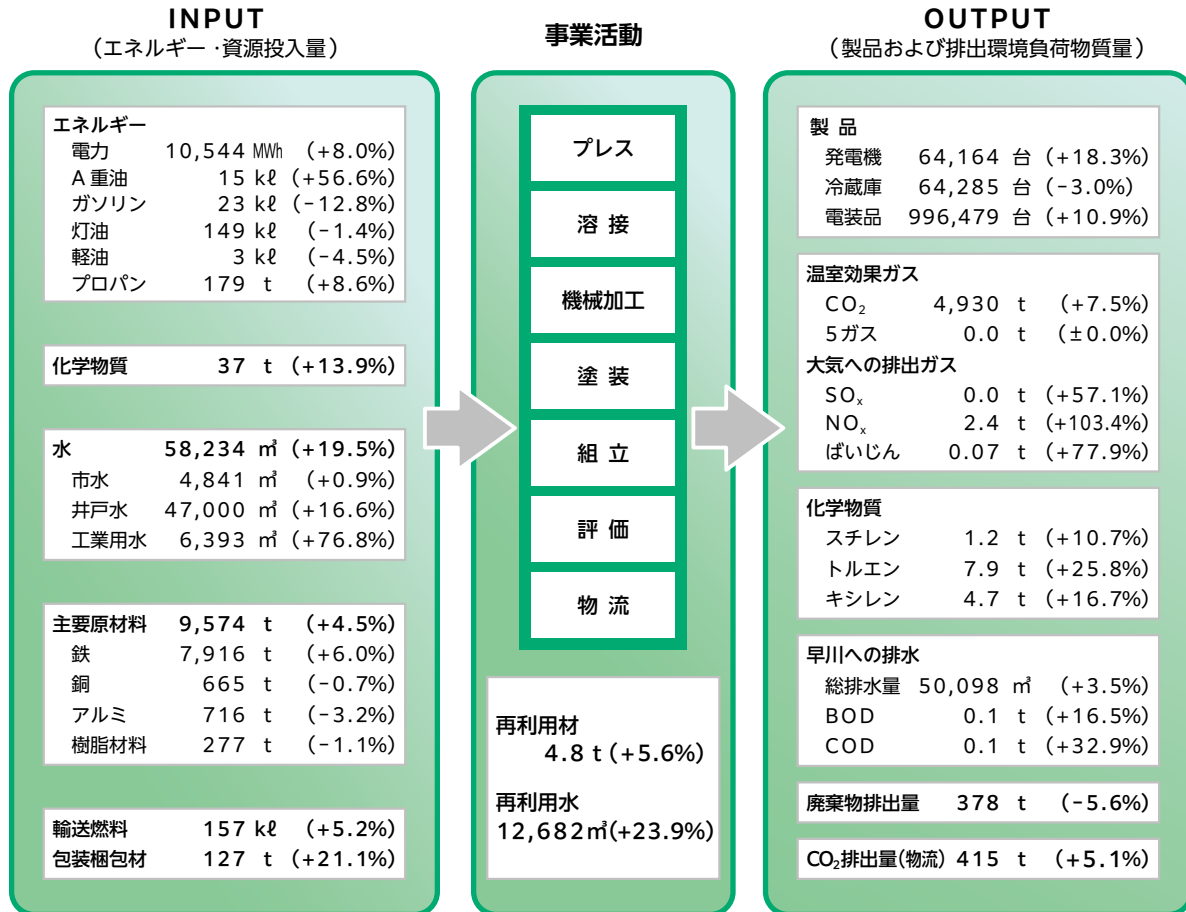 INPUT
（エネルギー・資源投入量）
エネルギー
電力 10,544 MWh (+8.0%)
A重油 15 kℓ (+56.6%)
ガソリン 23 kℓ (−12.8%)
灯油 149 kℓ (−1.4%)
軽油 3 kℓ (−4.5%)
プロパン 179 t (+8.6%)
化学物質 37 t (+13.9%)
水 58,234 ㎥ (+19.5%)
市水 4,841 ㎥ (+0.9%)
井戸水 47,000 ㎥ (+16.6%)
工業用水 6,393 ㎥ (+76.8%)
主要原材料 9,574 t (+4.5%)
鉄 7,916 t (+6.0%)
銅 665 t (−0.7%)
アルミ 716 t (−3.2%)
樹脂材料 277 t (−1.1%)
輸送燃料 157 kℓ (+5.2%)
包装梱包材 127 t (+21.1%)
事業活動
プレス
溶接
機械加工
塗装
組立
評価
物流
再利用材
4.8 t (+5.6%)
再利用水
12,682㎥(+23.9%)
OUTPUT
（製品および排出環境負荷物質量）
製品
発電機 64,164 台 (+18.3%)
冷蔵庫 64,285 台 (−3.0%)
電装品 996,479 台 (+10.9%)
温室効果ガス
CO₂ 4,930 t (+7.5%)
5ガス 0.0 t (±0.0%)
大気への排出ガス
SOₓ 0.0 t (+57.1%)
NOₓ 2.4 t (+103.4%)
ばいじん 0.07 t (+77.9%)
化学物質
スチレン 1.2 t (+10.7%)
トルエン 7.9 t (+25.8%)
キシレン 4.7 t (+16.7%)
早川への排水
総排水量 50,098 ㎥ (+3.5%)
BOD 0.1 t (+16.5%)
COD 0.1 t (+32.9%)
廃棄物排出量 378 t (−5.6%)
CO₂排出量(物流) 415 t (+5.1%)